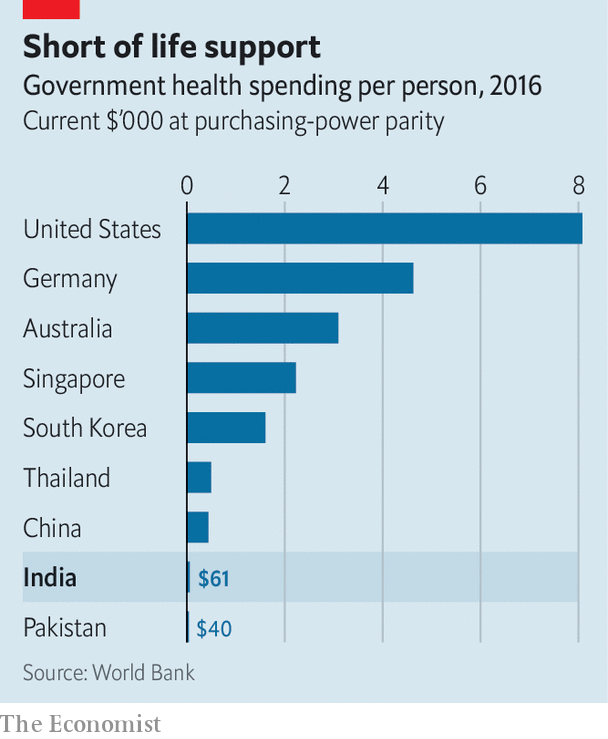 Short of life support
Government health spending per person, 2016
Current $’000 at purchasing-power parity
0 2 4 6 8
United States
Germany
Australia
Singapore
South Korea
Thailand
China
India $61
Pakistan $40
Source: World Bank
The Economist